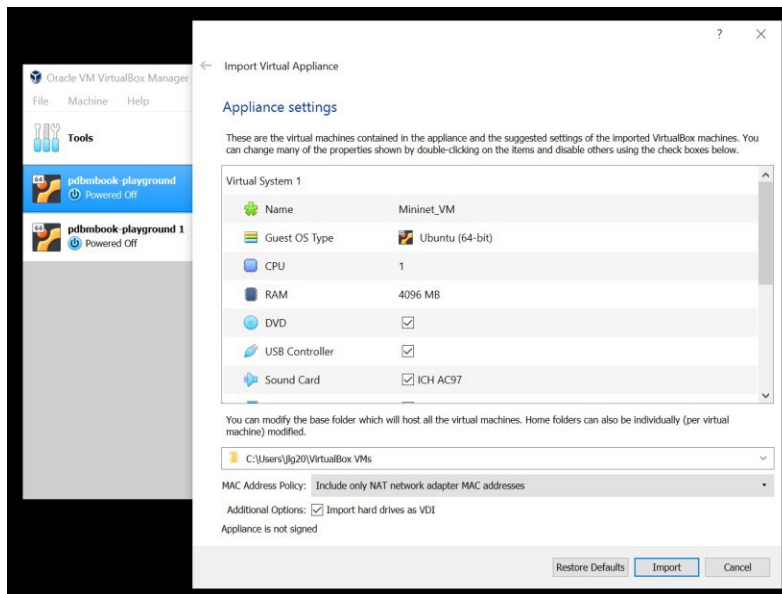 Oracle VM VirtualBox Manager
File Machine Help
Tools
64
pdbmbook-playground
Powered Off
64
pdbmbook-playground 1
Powered Off
?
Import Virtual Appliance
Appliance settings
These are the virtual machines contained in the appliance and the suggested settings of the imported VirtualBox machines. You
can change many of the properties shown by double-clicking on the items and disable others using the check boxes below.
Virtual System 1
Name Mininet_VM
Guest OS Type Ubuntu (64-bit)
CPU 1
RAM 4096 MB
DVD
USB Controller
Sound Card ICH AC97
You can modify the base folder which will host all the virtual machines. Home folders can also be individually (per virtual
machine) modified.
C:\Users\jlg20\VirtualBox VMs
MAC Address Policy: Include only NAT network adapter MAC addresses
Additional Options: Import hard drives as VDI
Appliance is not signed
Restore Defaults Import Cancel